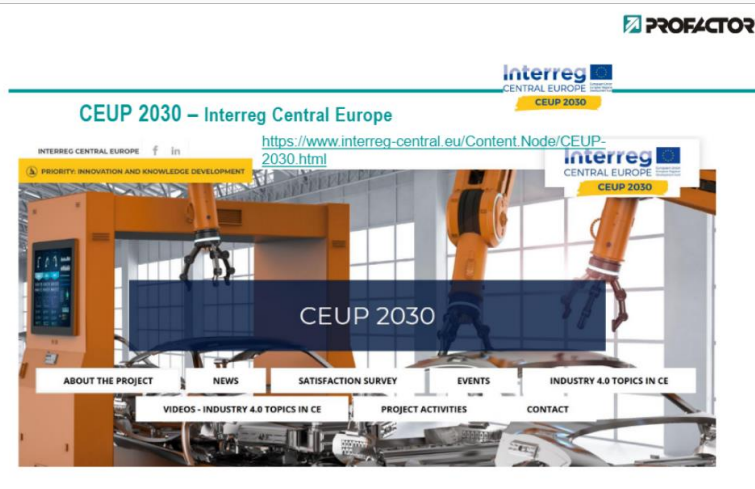 PROFACTOR
Interreg
CENTRAL EUROPE
CEUP 2030
CEUP 2030 – Interreg Central Europe
https://www.interreg-central.eu/Content.Node/CEUP-
2030.html
INTERREG CENTRAL EUROPE f in
PRIORITY: INNOVATION AND KNOWLEDGE DEVELOPMENT
Interreg
CENTRAL EUROPE
CEUP 2030
CEUP 2030
ABOUT THE PROJECT NEWS SATISFACTION SURVEY EVENTS INDUSTRY 4.0 TOPICS IN CE
VIDEOS - INDUSTRY 4.0 TOPICS IN CE PROJECT ACTIVITIES CONTACT